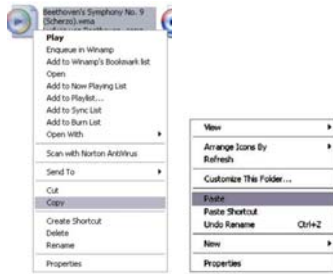 Beethoven's Symphony No. 9
(Scherzo).wma
Play
Enqueue in Winamp
Add to Winamp's Bookmark list
Open
Add to Now Playing List
Add to Playlist...
Add to Sync List
Add to Burn List
Open With
Scan with Norton AntiVirus
Send To
Cut
Copy
Create Shortcut
Delete
Rename
Properties
View
Arrange Icons By
Refresh
Customize This Folder...
Paste
Paste Shortcut
Undo Rename Ctrl+Z
New
Properties